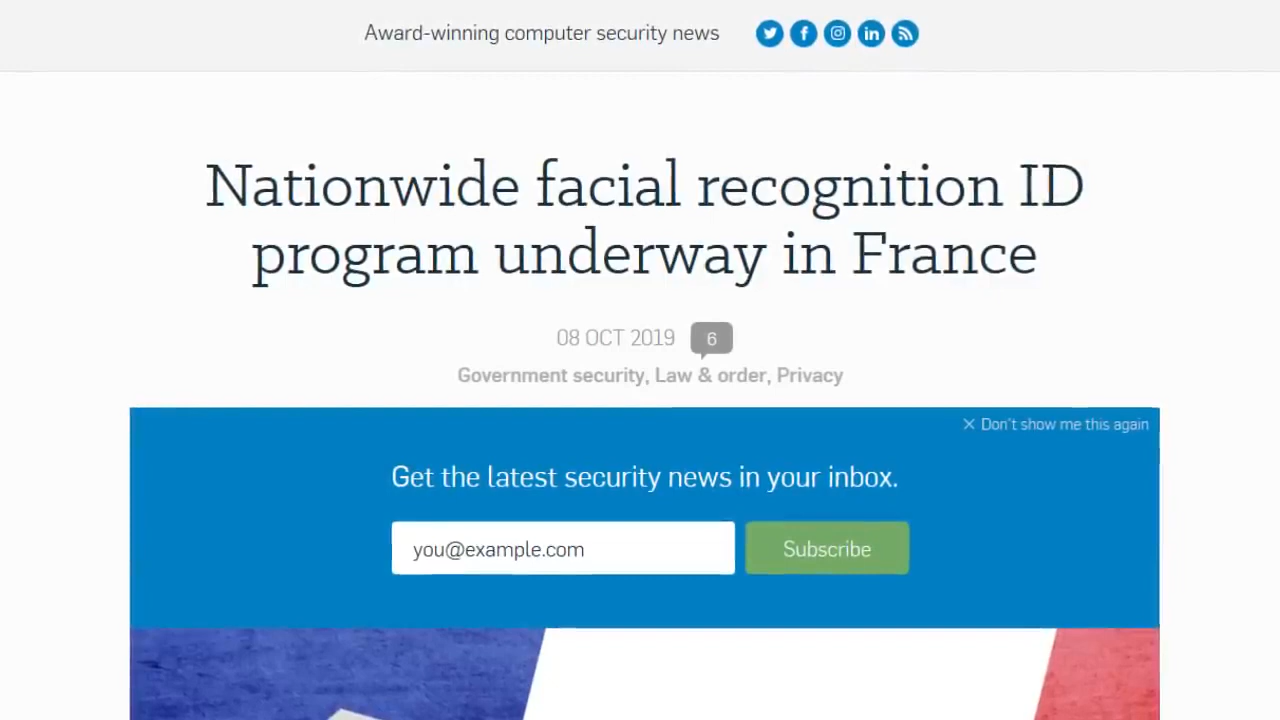 Award-winning computer security news
Nationwide facial recognition ID
program underway in France
08 OCT 2019 6
Government security, Law & order, Privacy
× Don't show me this again
Get the latest security news in your inbox.
you@example.com Subscribe